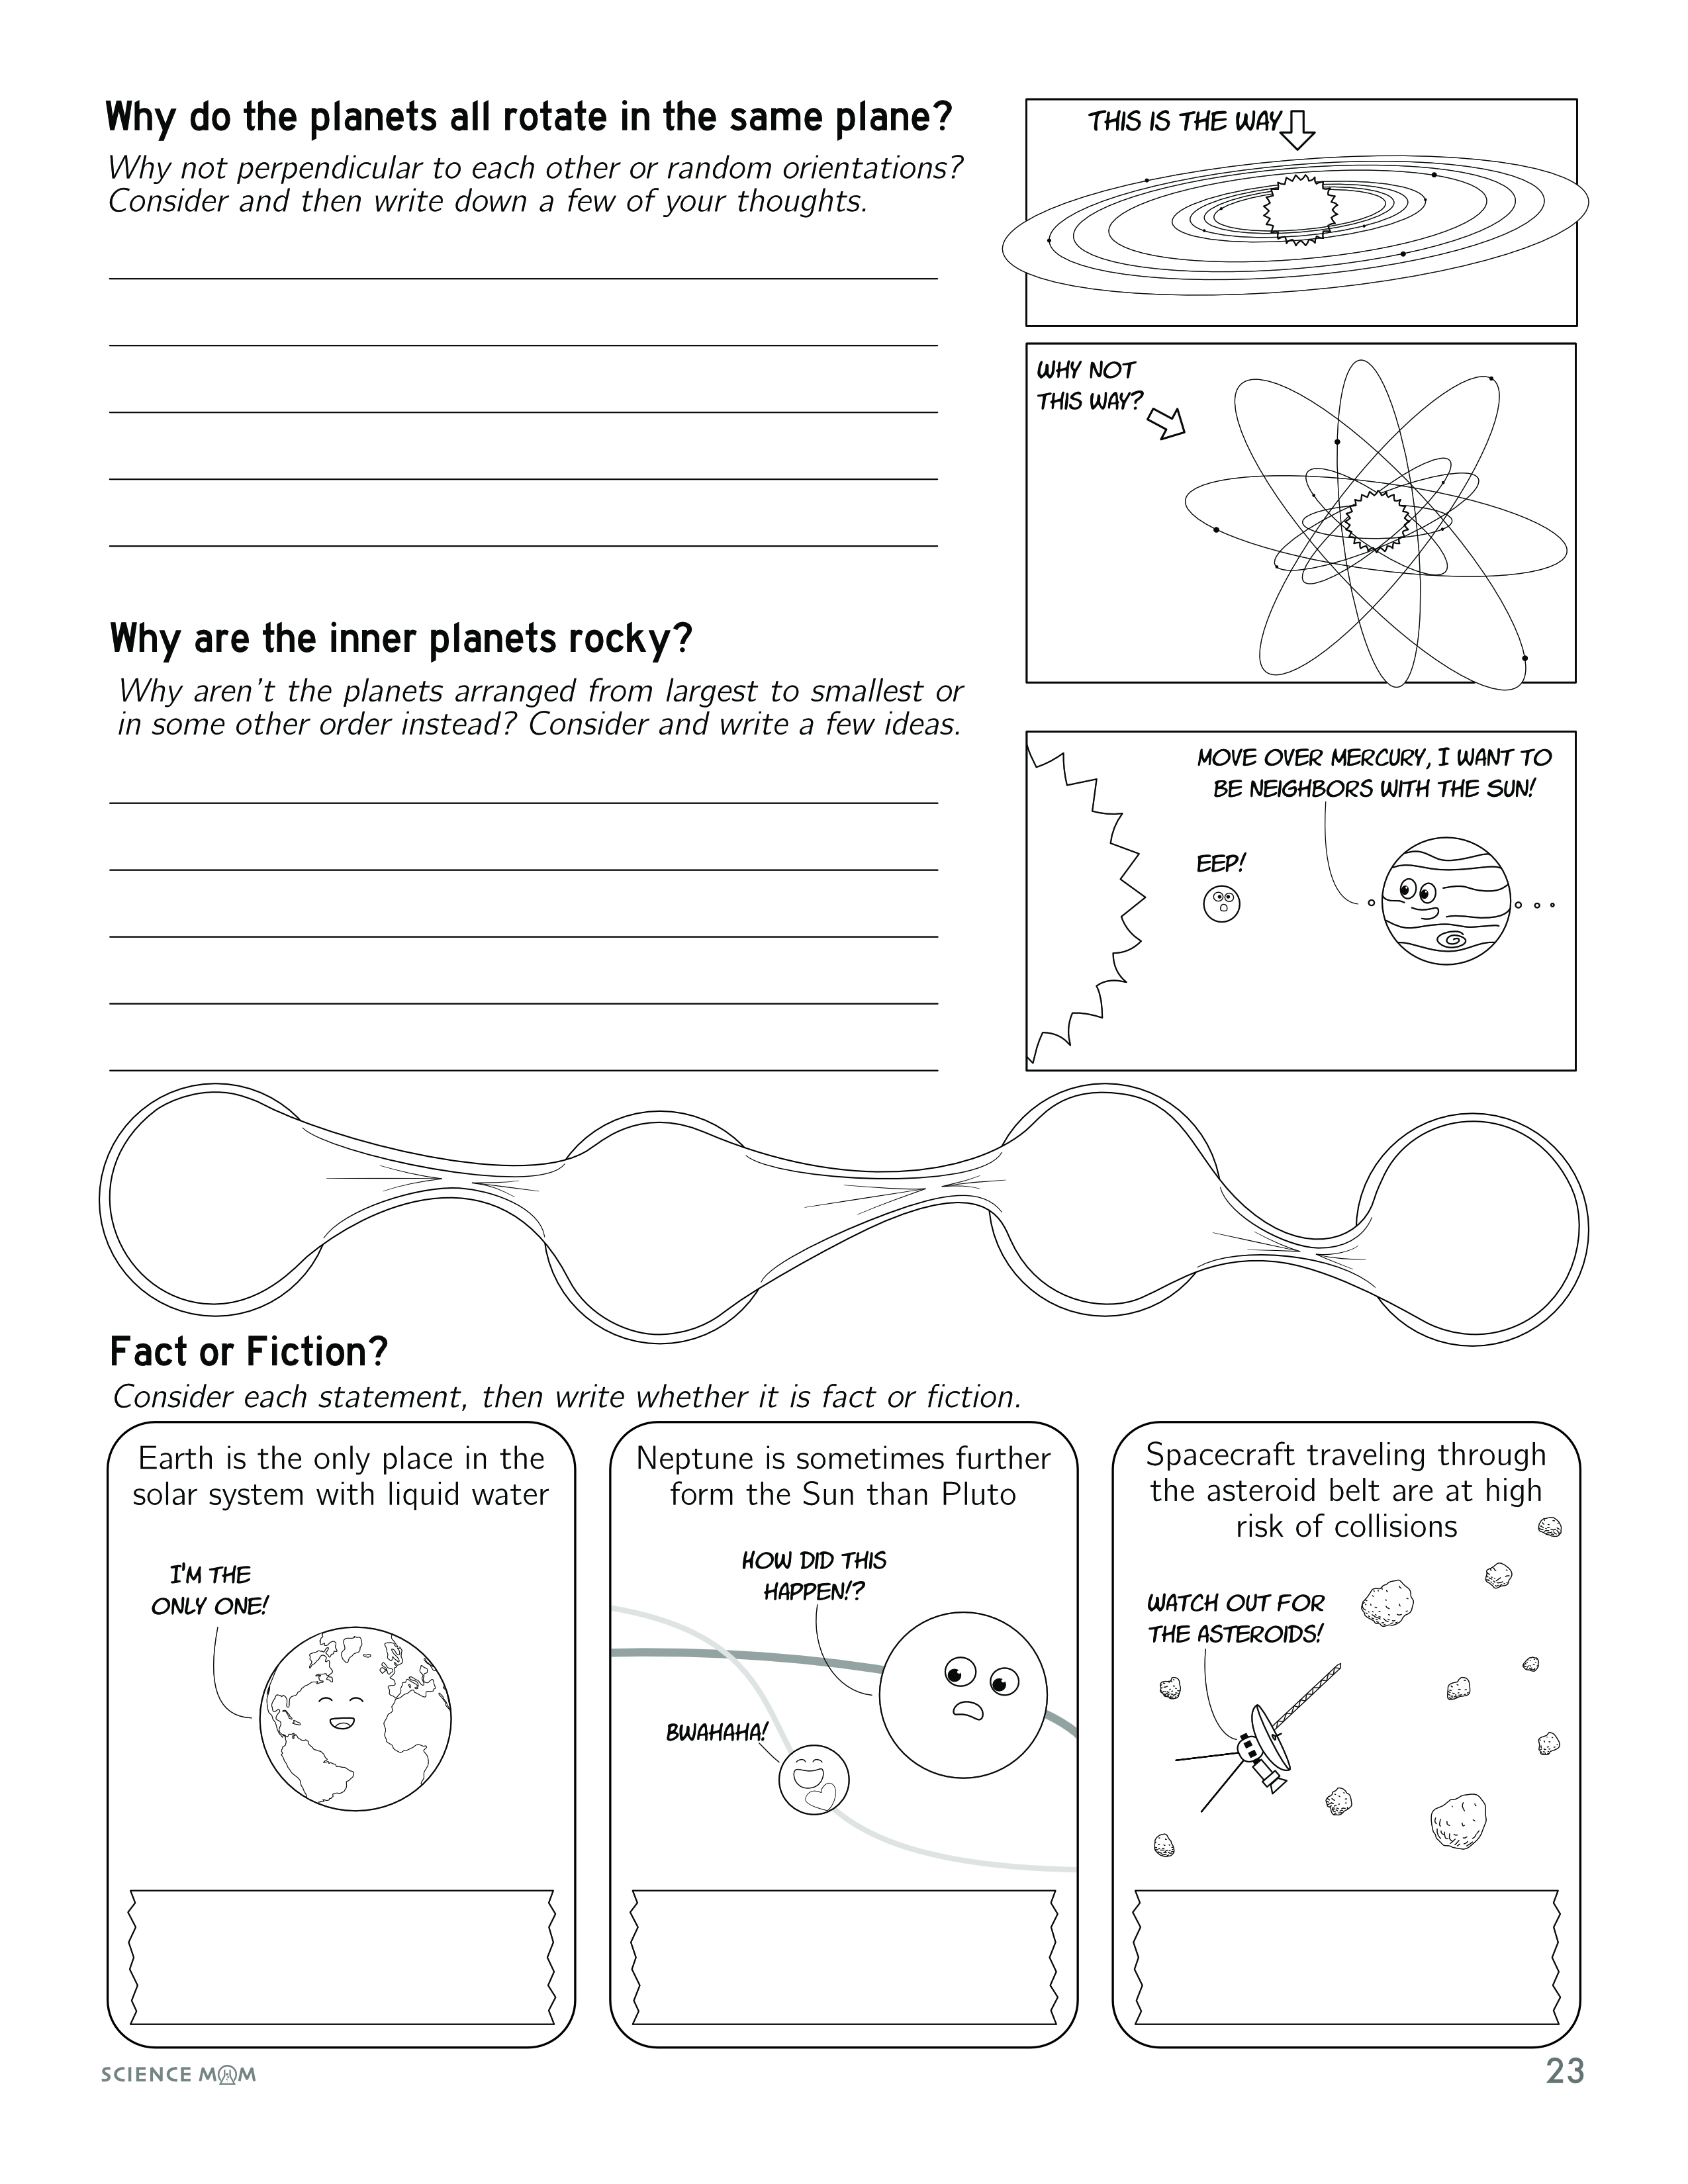 Why do the planets all rotate in the same plane?
Why not perpendicular to each other or random orientations?
Consider and then write down a few of your thoughts.
THIS IS THE WAY
WHY NOT
THIS WAY?
Why are the inner planets rocky?
Why aren't the planets arranged from largest to smallest or
in some other order instead? Consider and write a few ideas.
MOVE OVER MERCURY, I WANT TO
BE NEIGHBORS WITH THE SUN!
EEP!
Fact or Fiction?
Consider each statement, then write whether it is fact or fiction.
Earth is the only place in the
solar system with liquid water
I'M THE
ONLY ONE!
Neptune is sometimes further
form the Sun than Pluto
HOW DID THIS
HAPPEN!?
BWAHAHA!
Spacecraft traveling through
the asteroid belt are at high
risk of collisions
WATCH OUT FOR
THE ASTEROIDS!
SCIENCE MOM
23